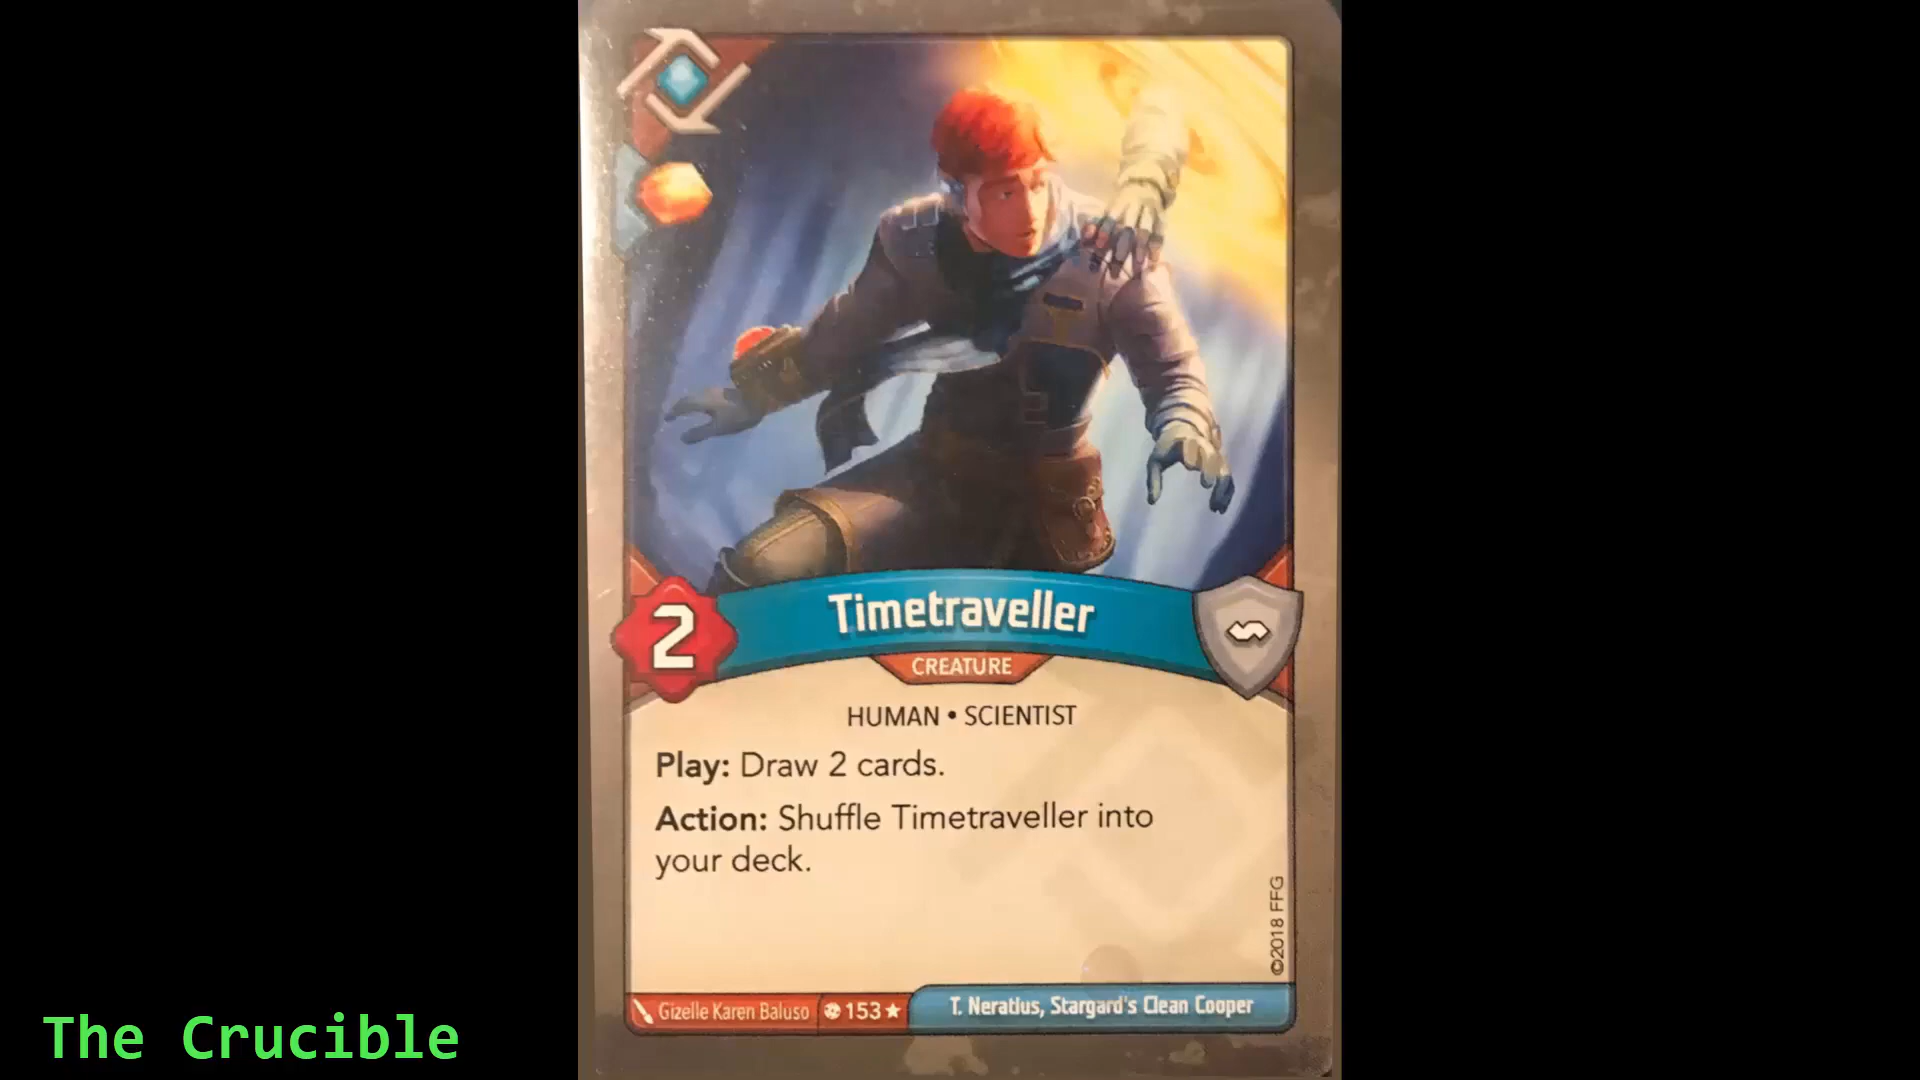 2
Timetraveller
CREATURE
HUMAN • SCIENTIST
Play: Draw 2 cards.
Action: Shuffle Timetraveller into
your deck.
©2018 FFG
Gizelle Karen Baluso
153★
T. Neratius, Stargard's Clean Cooper
The Crucible